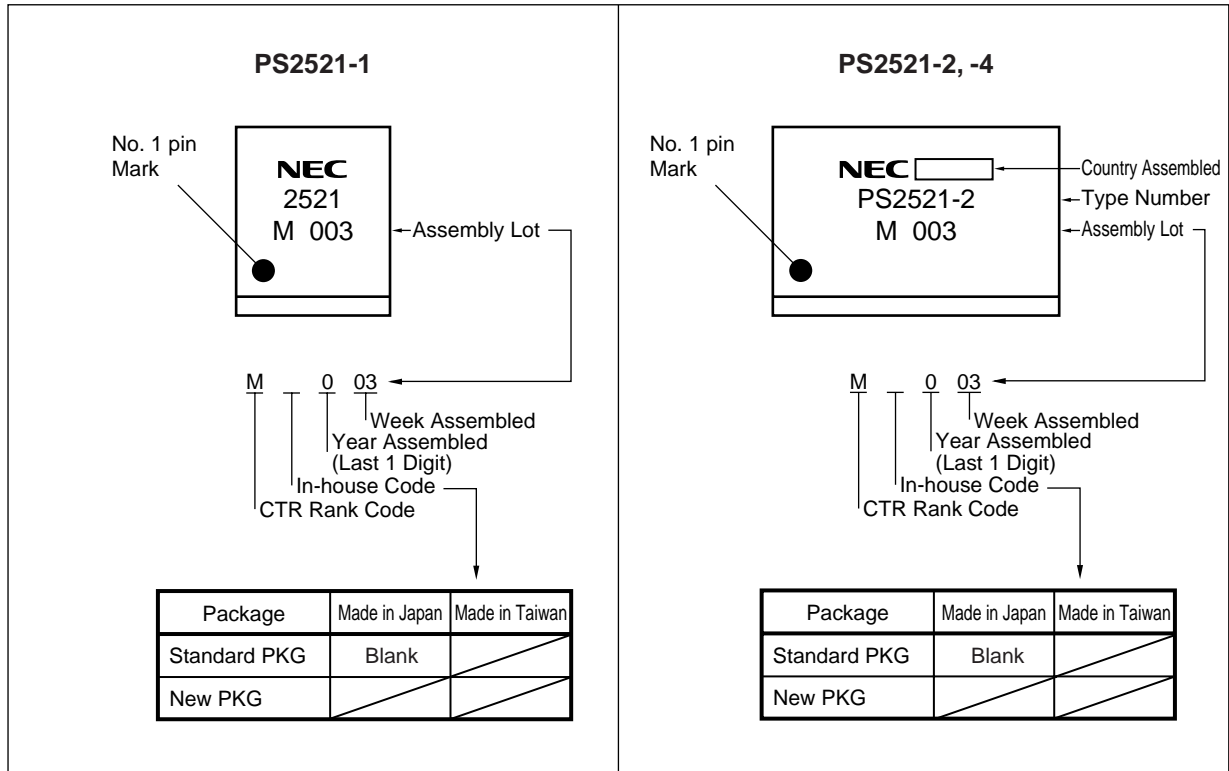 PS2521-1
No. 1 pin
Mark
NEC
2521
M 003
Assembly Lot
M 0 03
Week Assembled
Year Assembled
(Last 1 Digit)
In-house Code
CTR Rank Code
Package Made in Japan Made in Taiwan
Standard PKG Blank
New PKG
PS2521-2, -4
No. 1 pin
Mark
NEC
Country Assembled
PS2521-2
Type Number
M 003
Assembly Lot
M 0 03
Week Assembled
Year Assembled
(Last 1 Digit)
In-house Code
CTR Rank Code
Package Made in Japan Made in Taiwan
Standard PKG Blank
New PKG